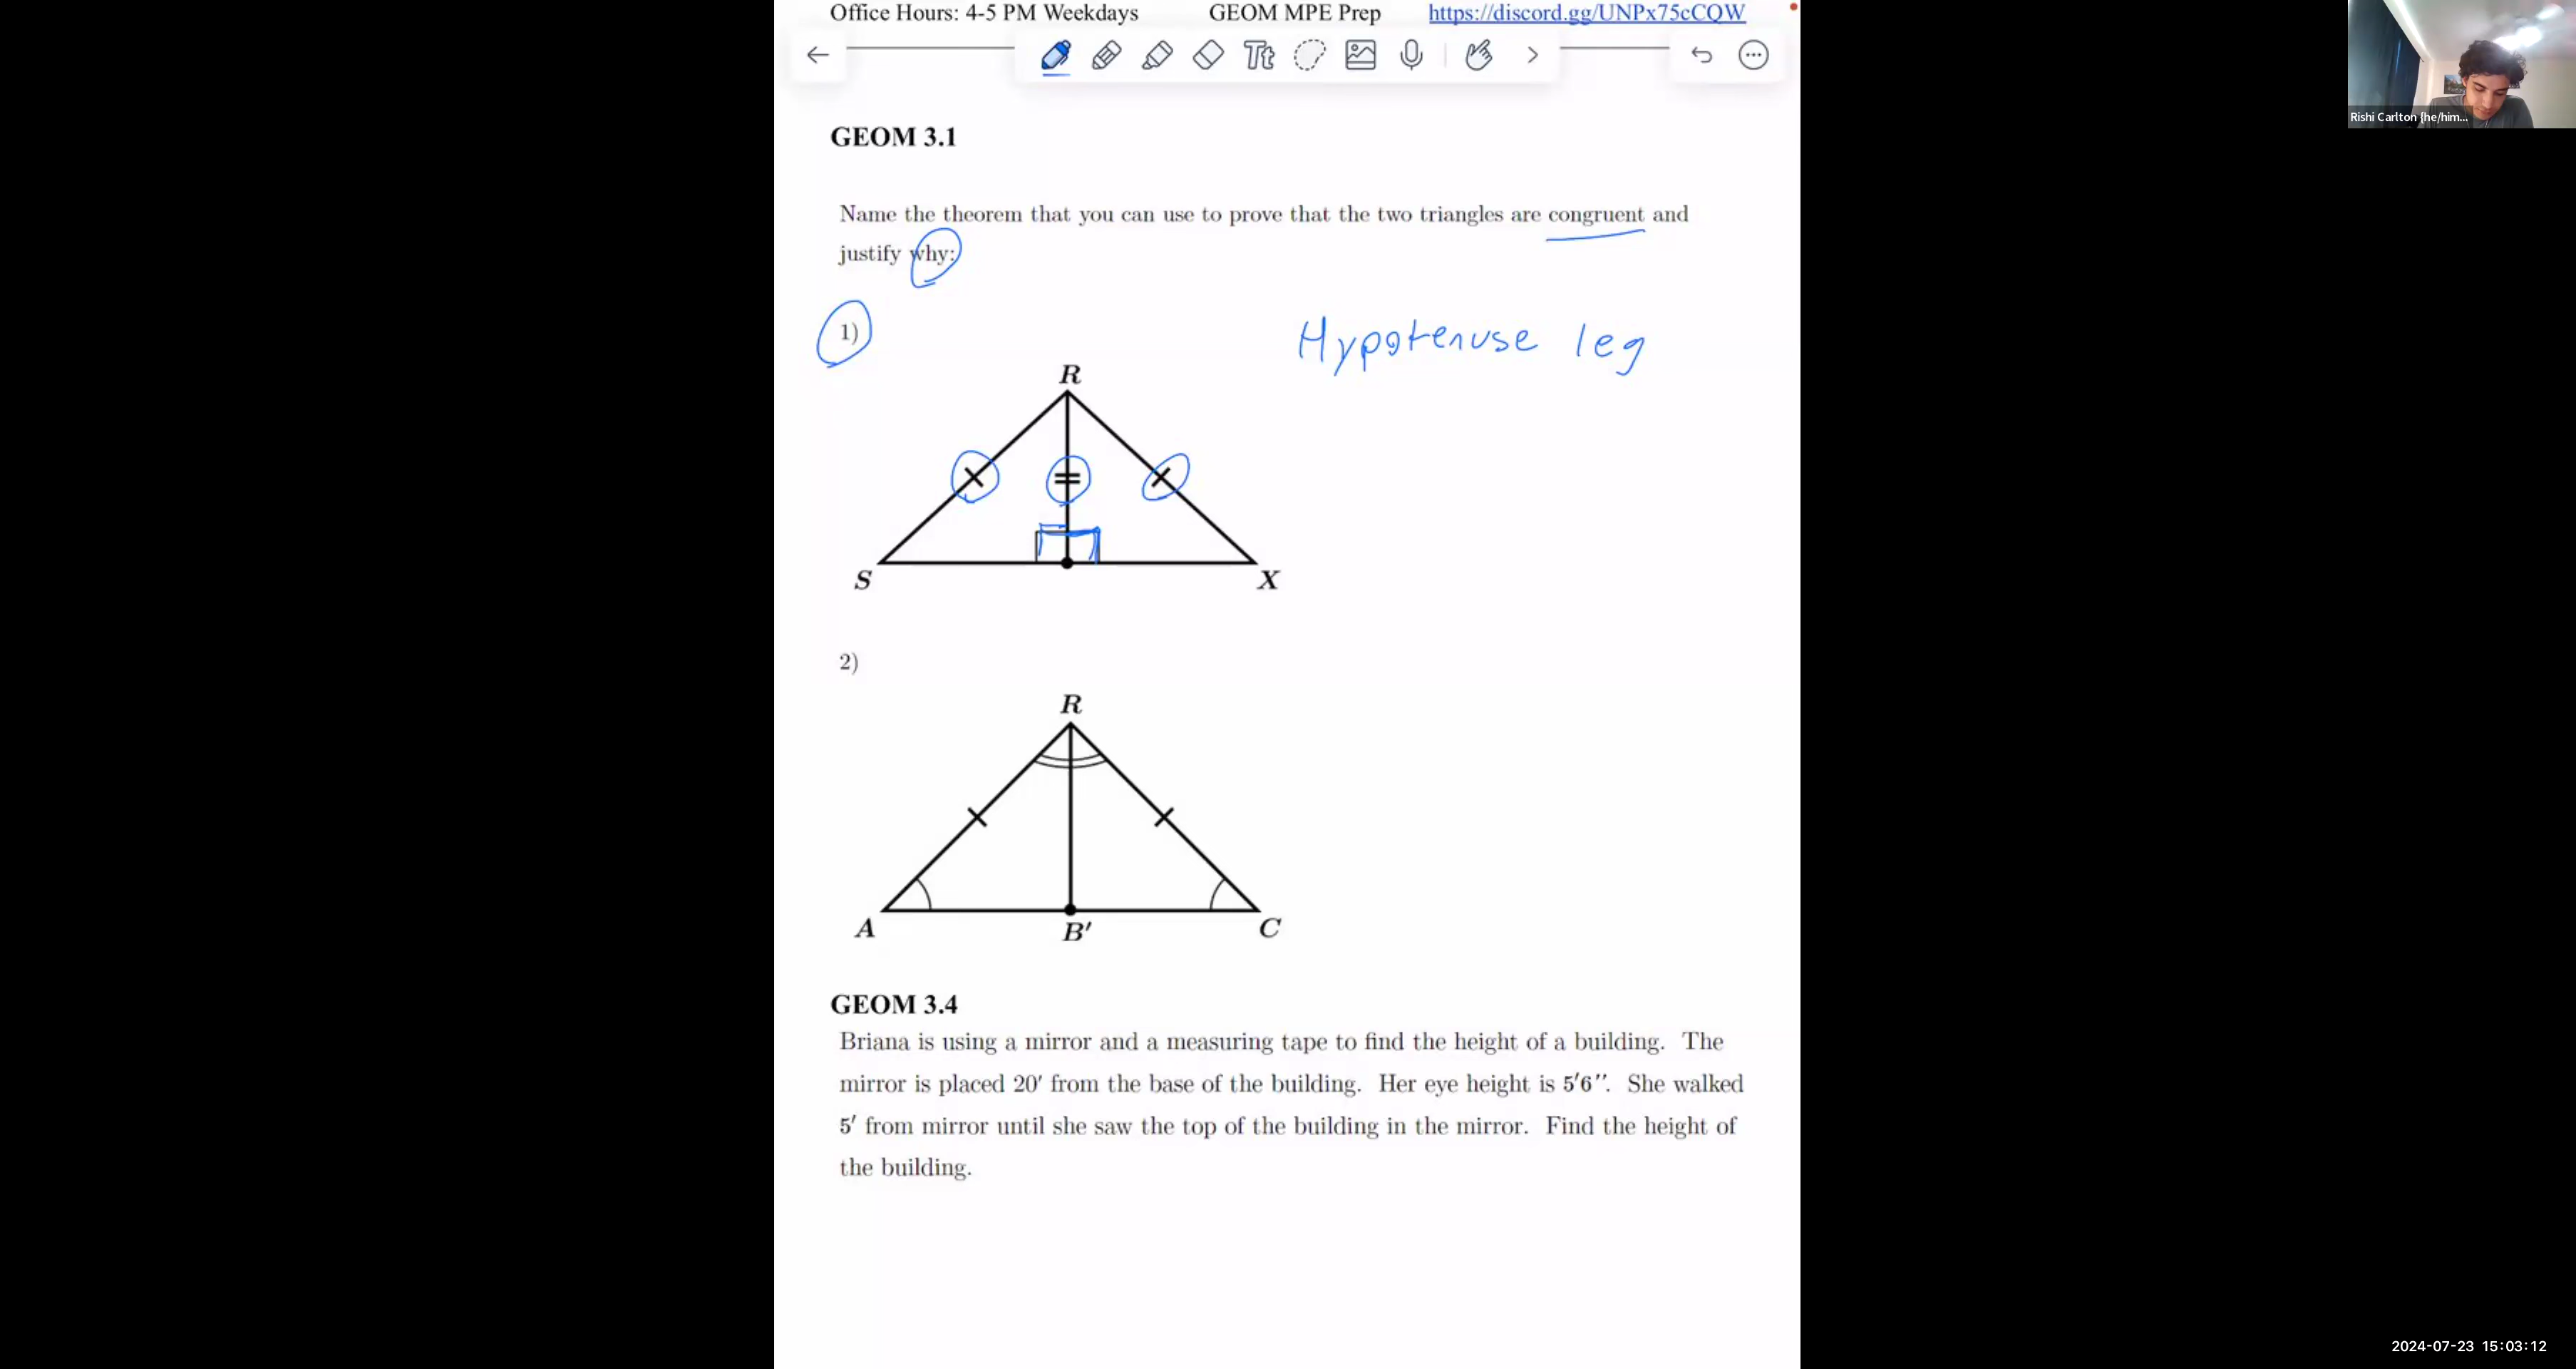 Office Hours: 4-5 PM Weekdays GEOM MPE Prep https://discord.gg/UNPx75cCQW
Tt
Rishi Carlton (he/him...
GEOM 3.1
Name the theorem that you can use to prove that the two triangles are congruent and
justify why:
1)
Hypotenuse leg
R
S
X
2)
R
A
B′
C
GEOM 3.4
Briana is using a mirror and a measuring tape to find the height of a building. The
mirror is placed 20′ from the base of the building. Her eye height is 5′6′′. She walked
5′ from mirror until she saw the top of the building in the mirror. Find the height of
the building.
2024-07-23 15:03:12